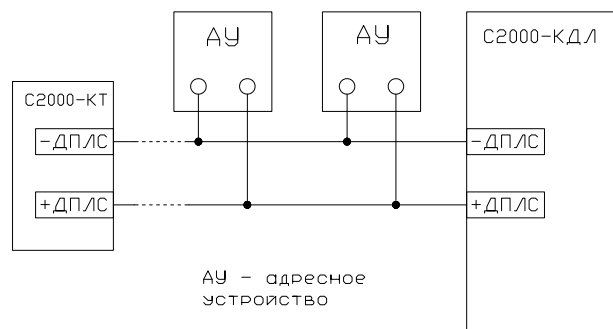 АУ
АУ
С2000-КДЛ
С2000-КТ
-ДПЛС
-ДПЛС
+ДПЛС
+ДПЛС
АУ - адресное
устройство